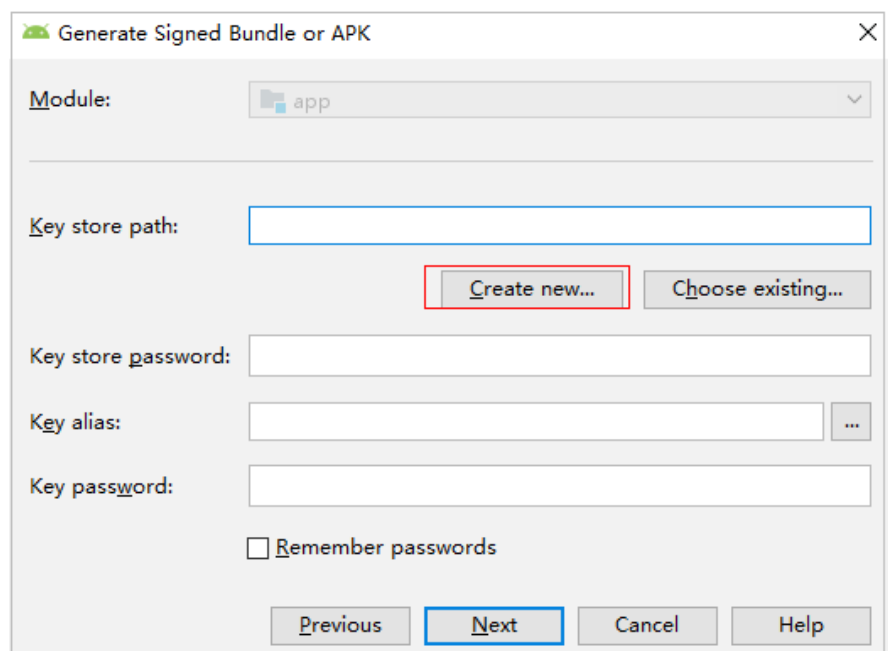 Generate Signed Bundle or APK
Module:
app
Key store path:
Create new...
Choose existing...
Key store password:
Key alias:
...
Key password:
Remember passwords
Previous
Next
Cancel
Help